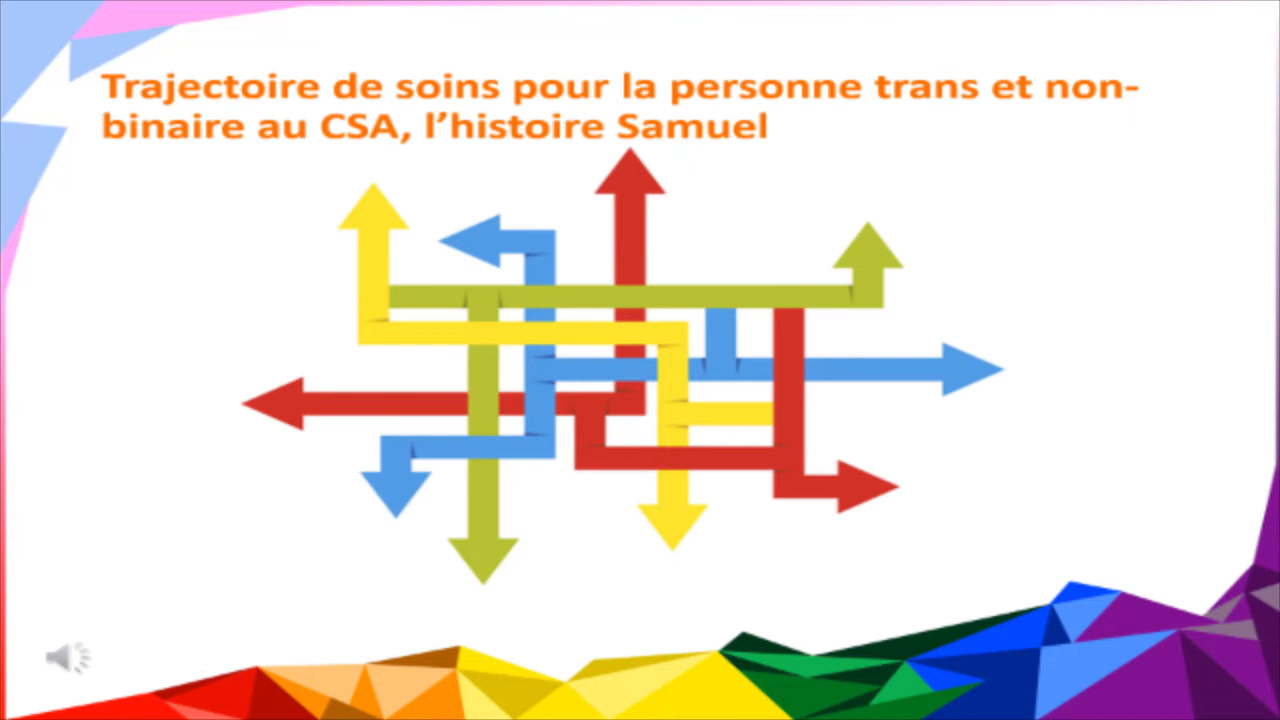 Trajectoire de soins pour la personne trans et non-
binaire au CSA, l’histoire Samuel